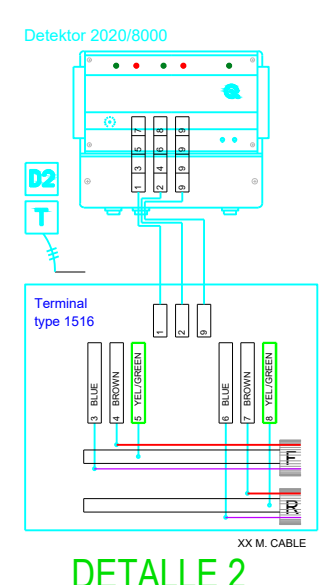 Detektor 2020/8000
7 8 9
5 6 9
3 4 9
1 2 9
D2
T
Terminal
type 1516
1 2 9
3 BLUE
4 BROWN
5 YEL/GREEN
6 BLUE
7 BROWN
8 YEL/GREEN
F
R
XX M. CABLE
DETALLE 2